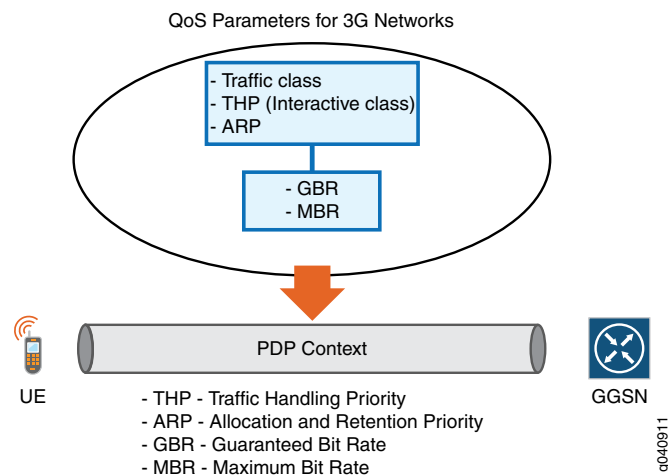 QoS Parameters for 3G Networks
- Traffic class
- THP (Interactive class)
- ARP
- GBR
- MBR
PDP Context
UE
GGSN
- THP - Traffic Handling Priority
- ARP - Allocation and Retention Priority
- GBR - Guaranteed Bit Rate
- MBR - Maximum Bit Rate
g040911